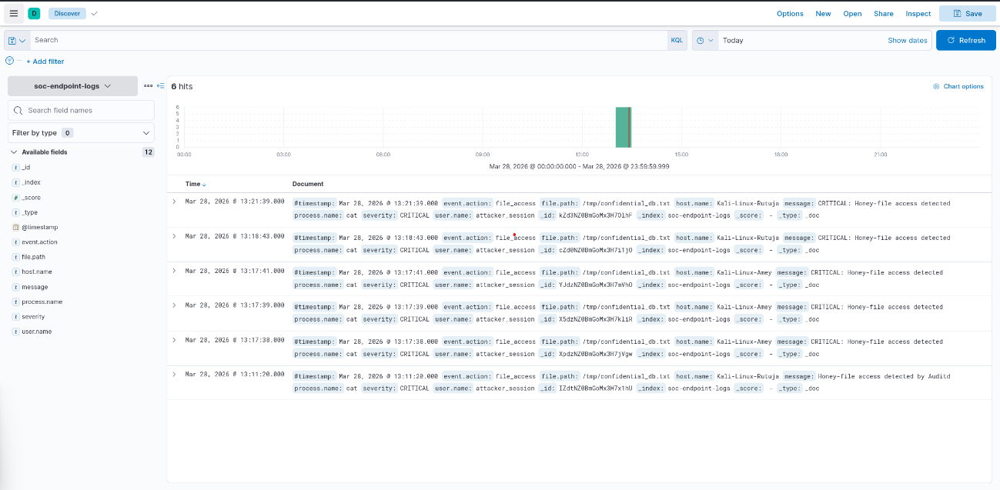 D Discover Options New Open Share Inspect Save
Search KQL Today Show dates Refresh
+ Add filter
soc-endpoint-logs
Search field names
Filter by type 0
Available fields 12
t _id
t _index
# _score
t _type
@timestamp
t event.action
t file.path
t host.name
t message
t process.name
t severity
t user.name
6 hits Chart options
6
5
4
3
2
1
0
00:00 03:00 06:00 09:00 12:00 15:00 18:00 21:00
Mar 28, 2026 @ 00:00:00.000 - Mar 28, 2026 @ 23:59:59.999
Time Document
Mar 28, 2026 @ 13:21:39.000 @timestamp: Mar 28, 2026 @ 13:21:39.000 event.action: file_access file.path: /tmp/confidential_db.txt host.name: Kali-Linux-Rutuja message: CRITICAL: Honey-file access detected
process.name: cat severity: CRITICAL user.name: attacker_session _id: kZd3NZ0BmGoMx3H7OlhF _index: soc-endpoint-logs _score: - _type: _doc
Mar 28, 2026 @ 13:18:43.000 @timestamp: Mar 28, 2026 @ 13:18:43.000 event.action: file_access file.path: /tmp/confidential_db.txt host.name: Kali-Linux-Rutuja message: CRITICAL: Honey-file access detected
process.name: cat severity: CRITICAL user.name: attacker_session _id: cZd0NZ0BmGoMx3H7i1jO _index: soc-endpoint-logs _score: - _type: _doc
Mar 28, 2026 @ 13:17:41.000 @timestamp: Mar 28, 2026 @ 13:17:41.000 event.action: file_access file.path: /tmp/confidential_db.txt host.name: Kali-Linux-Amey message: CRITICAL: Honey-file access detected
process.name: cat severity: CRITICAL user.name: attacker_session _id: YJdzNZ0BmGoMx3H7mVhO _index: soc-endpoint-logs _score: - _type: _doc
Mar 28, 2026 @ 13:17:39.000 @timestamp: Mar 28, 2026 @ 13:17:39.000 event.action: file_access file.path: /tmp/confidential_db.txt host.name: Kali-Linux-Amey message: CRITICAL: Honey-file access detected
process.name: cat severity: CRITICAL user.name: attacker_session _id: X5dzNZ0BmGoMx3H7kliR _index: soc-endpoint-logs _score: - _type: _doc
Mar 28, 2026 @ 13:17:38.000 @timestamp: Mar 28, 2026 @ 13:17:38.000 event.action: file_access file.path: /tmp/confidential_db.txt host.name: Kali-Linux-Amey message: CRITICAL: Honey-file access detected
process.name: cat severity: CRITICAL user.name: attacker_session _id: XpdzNZ0BmGoMx3H7jVgw _index: soc-endpoint-logs _score: - _type: _doc
Mar 28, 2026 @ 13:11:20.000 @timestamp: Mar 28, 2026 @ 13:11:20.000 event.action: file_access file.path: /tmp/confidential_db.txt host.name: Kali-Linux-Rutuja message: Honey-file access detected by Auditd
process.name: cat severity: CRITICAL user.name: attacker_session _id: IZdtNZ0BmGoMx3H7x1hU _index: soc-endpoint-logs _score: - _type: _doc